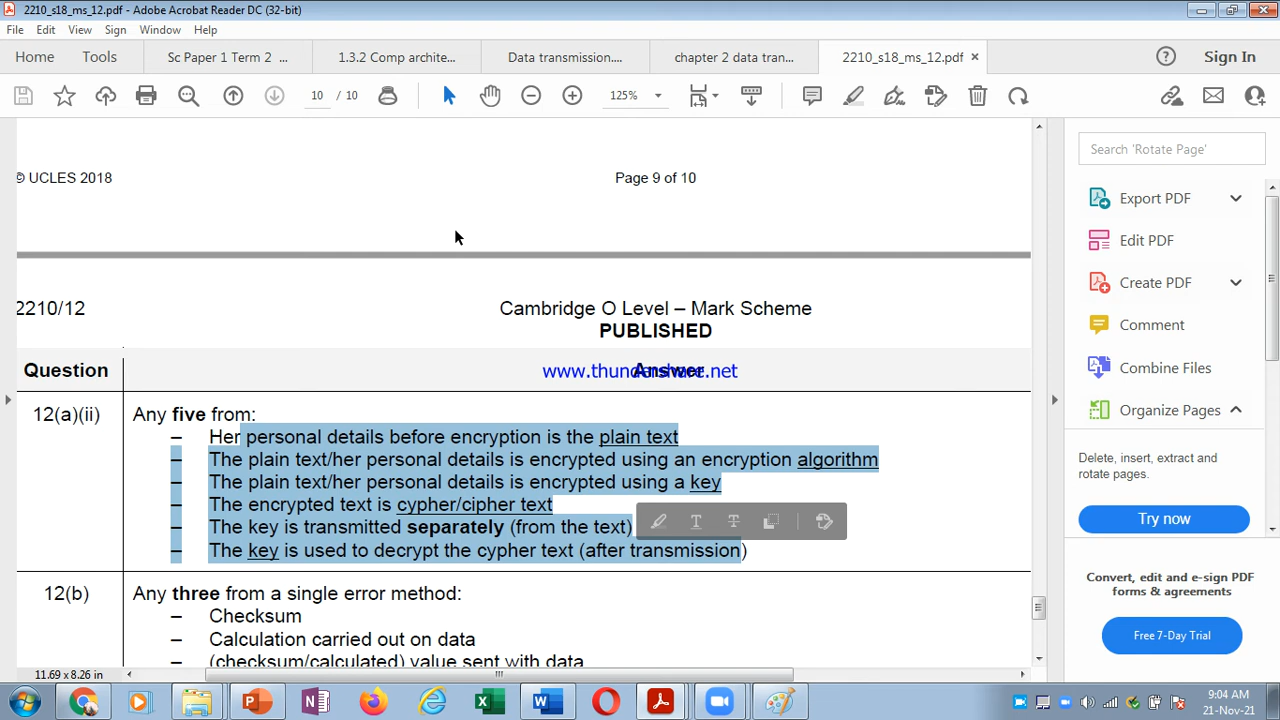 2210_s18_ms_12.pdf - Adobe Acrobat Reader DC (32-bit)
File Edit View Sign Window Help
Home Tools Sc Paper 1 Term 2 ... 1.3.2 Comp archite... Data transmission.... chapter 2 data tran... 2210_s18_ms_12.pdf × Sign In
10 / 10 125%
© UCLES 2018 Page 9 of 10
2210/12 Cambridge O Level – Mark Scheme
PUBLISHED
Question Answer
www.thundershare.net
12(a)(ii) Any five from:
– Her personal details before encryption is the plain text
– The plain text/her personal details is encrypted using an encryption algorithm
– The plain text/her personal details is encrypted using a key
– The encrypted text is cypher/cipher text
– The key is transmitted separately (from the text)
– The key is used to decrypt the cypher text (after transmission)
12(b) Any three from a single error method:
– Checksum
– Calculation carried out on data
– (checksum/calculated) value sent with data
11.69 x 8.26 in
Search 'Rotate Page'
Export PDF
Edit PDF
Create PDF
Comment
Combine Files
Organize Pages
Delete, insert, extract and
rotate pages.
Try now
Convert, edit and e-sign PDF
forms & agreements
Free 7-Day Trial
9:04 AM
21-Nov-21